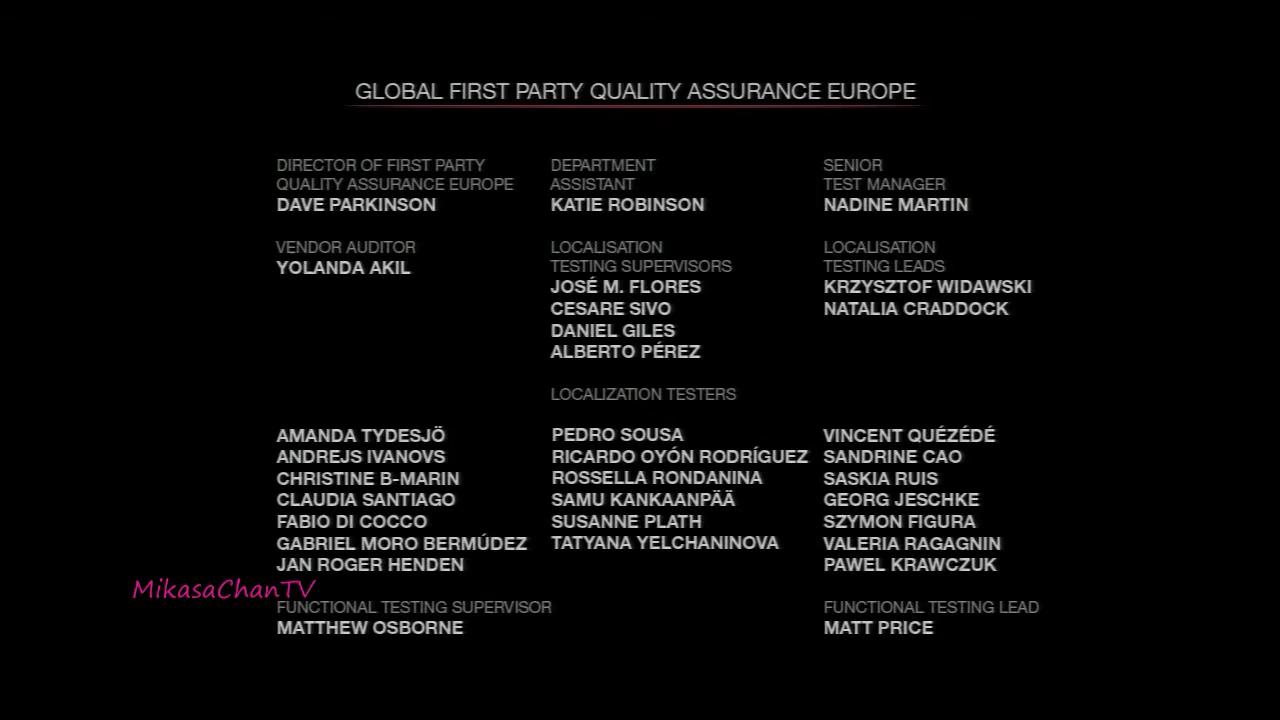 GLOBAL FIRST PARTY QUALITY ASSURANCE EUROPE
DIRECTOR OF FIRST PARTY
QUALITY ASSURANCE EUROPE
DAVE PARKINSON
DEPARTMENT
ASSISTANT
KATIE ROBINSON
SENIOR
TEST MANAGER
NADINE MARTIN
VENDOR AUDITOR
YOLANDA AKIL
LOCALISATION
TESTING SUPERVISORS
JOSÉ M. FLORES
CESARE SIVO
DANIEL GILES
ALBERTO PÉREZ
LOCALISATION
TESTING LEADS
KRZYSZTOF WIDAWSKI
NATALIA CRADDOCK
LOCALIZATION TESTERS
AMANDA TYDESJÖ
ANDREJS IVANOVS
CHRISTINE B-MARIN
CLAUDIA SANTIAGO
FABIO DI COCCO
GABRIEL MORO BERMÚDEZ
JAN ROGER HENDEN
PEDRO SOUSA
RICARDO OYÓN RODRÍGUEZ
ROSSELLA RONDANINA
SAMU KANKAANPÄÄ
SUSANNE PLATH
TATYANA YELCHANINOVA
VINCENT QUÉZÉDÉ
SANDRINE CAO
SASKIA RUIS
GEORG JESCHKE
SZYMON FIGURA
VALERIA RAGAGNIN
PAWEL KRAWCZUK
MikasaChanTV
FUNCTIONAL TESTING SUPERVISOR
MATTHEW OSBORNE
FUNCTIONAL TESTING LEAD
MATT PRICE